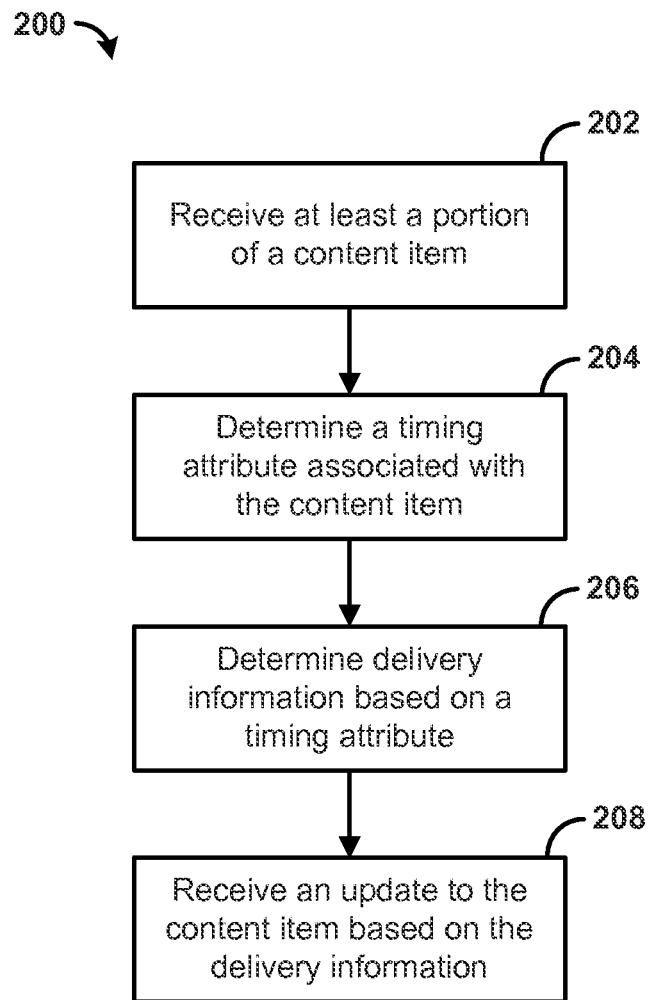 200
202
Receive at least a portion
of a content item
204
Determine a timing
attribute associated with
the content item
206
Determine delivery
information based on a
timing attribute
208
Receive an update to the
content item based on the
delivery information